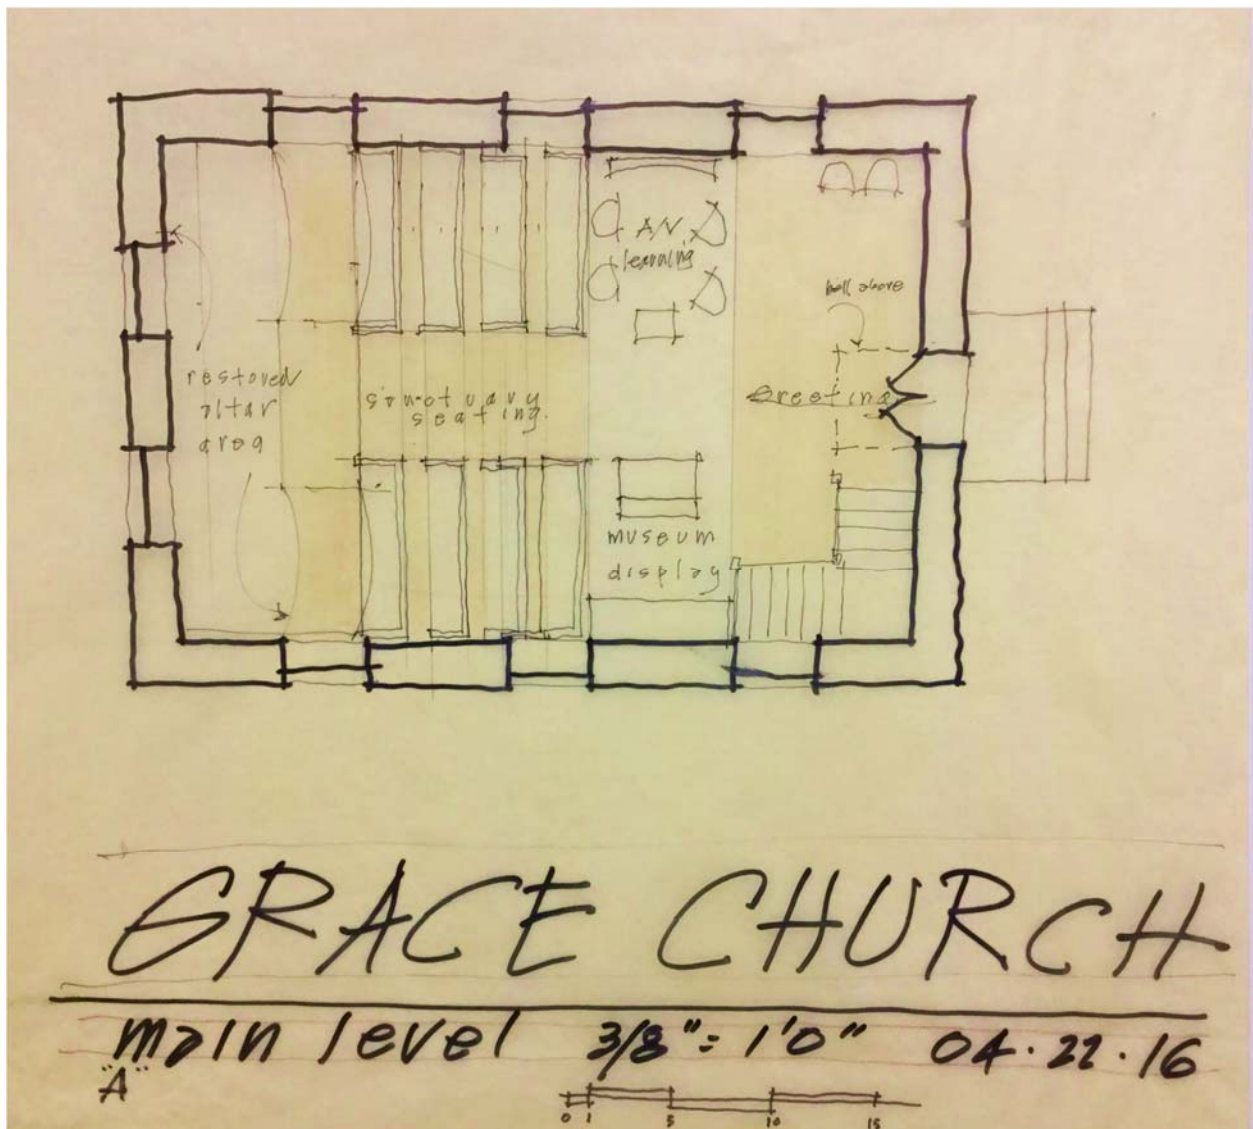 A/V
learning
bell above
restored
altar
area
sanctuary
seating.
Greeting
museum
display
GRACE CHURCH
main level 3/8" = 1'0" 04.22.16
"A"
0 1 5 10 15